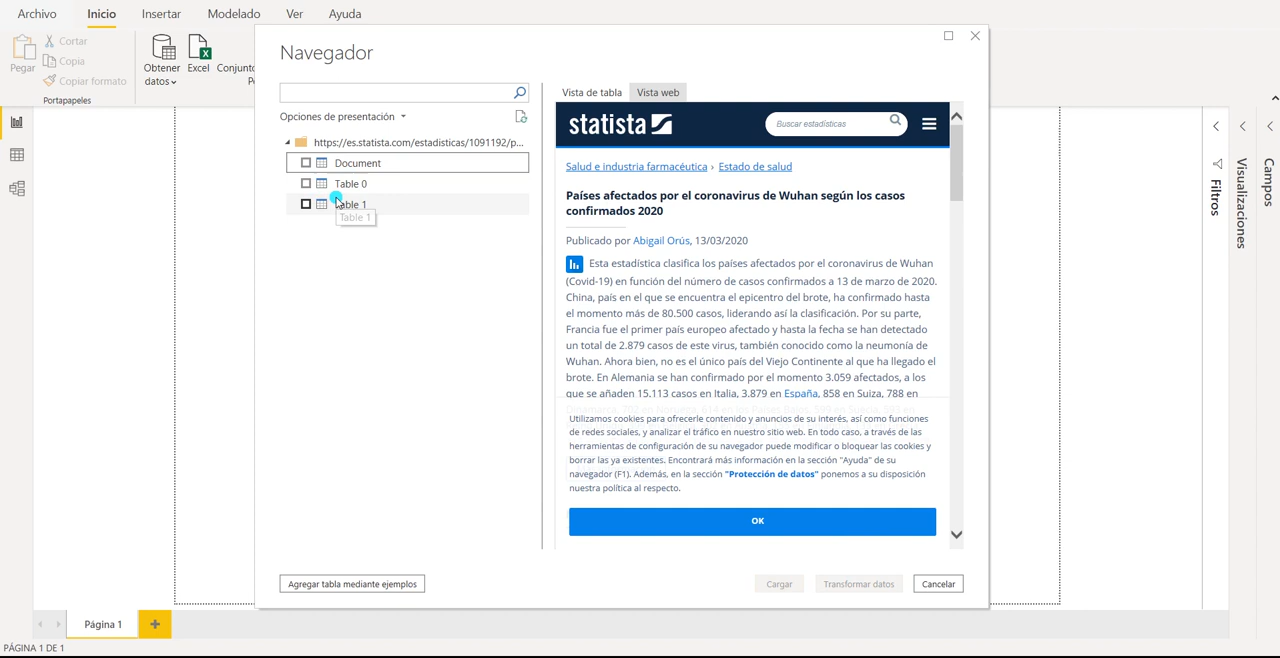 Archivo Inicio Insertar Modelado Ver Ayuda
Pegar
Cortar
Copia
Copiar formato
Portapapeles
Obtener
datos
Excel
Navegador
Opciones de presentación
https://es.statista.com/estadisticas/1091192/p...
Document
Table 0
Table 1
Table 1
Vista de tabla Vista web
statista
Buscar estadísticas
Salud e industria farmacéutica › Estado de salud
Países afectados por el coronavirus de Wuhan según los casos
confirmados 2020
Publicado por Abigail Orús, 13/03/2020
Esta estadística clasifica los países afectados por el coronavirus de Wuhan
(Covid-19) en función del número de casos confirmados a 13 de marzo de 2020.
China, país en el que se encuentra el epicentro del brote, ha confirmado hasta
el momento más de 80.500 casos, liderando así la clasificación. Por su parte,
Francia fue el primer país europeo afectado y hasta la fecha se han detectado
un total de 2.879 casos de este virus, también conocido como la neumonía de
Wuhan. Ahora bien, no es el único país del Viejo Continente al que ha llegado el
brote. En Alemania se han confirmado por el momento 3.059 afectados, a los
que se añaden 15.113 casos en Italia, 3.879 en España, 858 en Suiza, 788 en
Utilizamos cookies para ofrecerle contenido y anuncios de su interés, así como funciones
de redes sociales, y analizar el tráfico en nuestro sitio web. En todo caso, a través de las
herramientas de configuración de su navegador puede modificar o bloquear las cookies y
borrar las ya existentes. Encontrará más información en la sección "Ayuda" de su
navegador (F1). Además, en la sección "Protección de datos" ponemos a su disposición
nuestra política al respecto.
OK
Agregar tabla mediante ejemplos
Cargar Transformar datos Cancelar
Filtros
Visualizaciones
Campos
Página 1
PÁGINA 1 DE 1